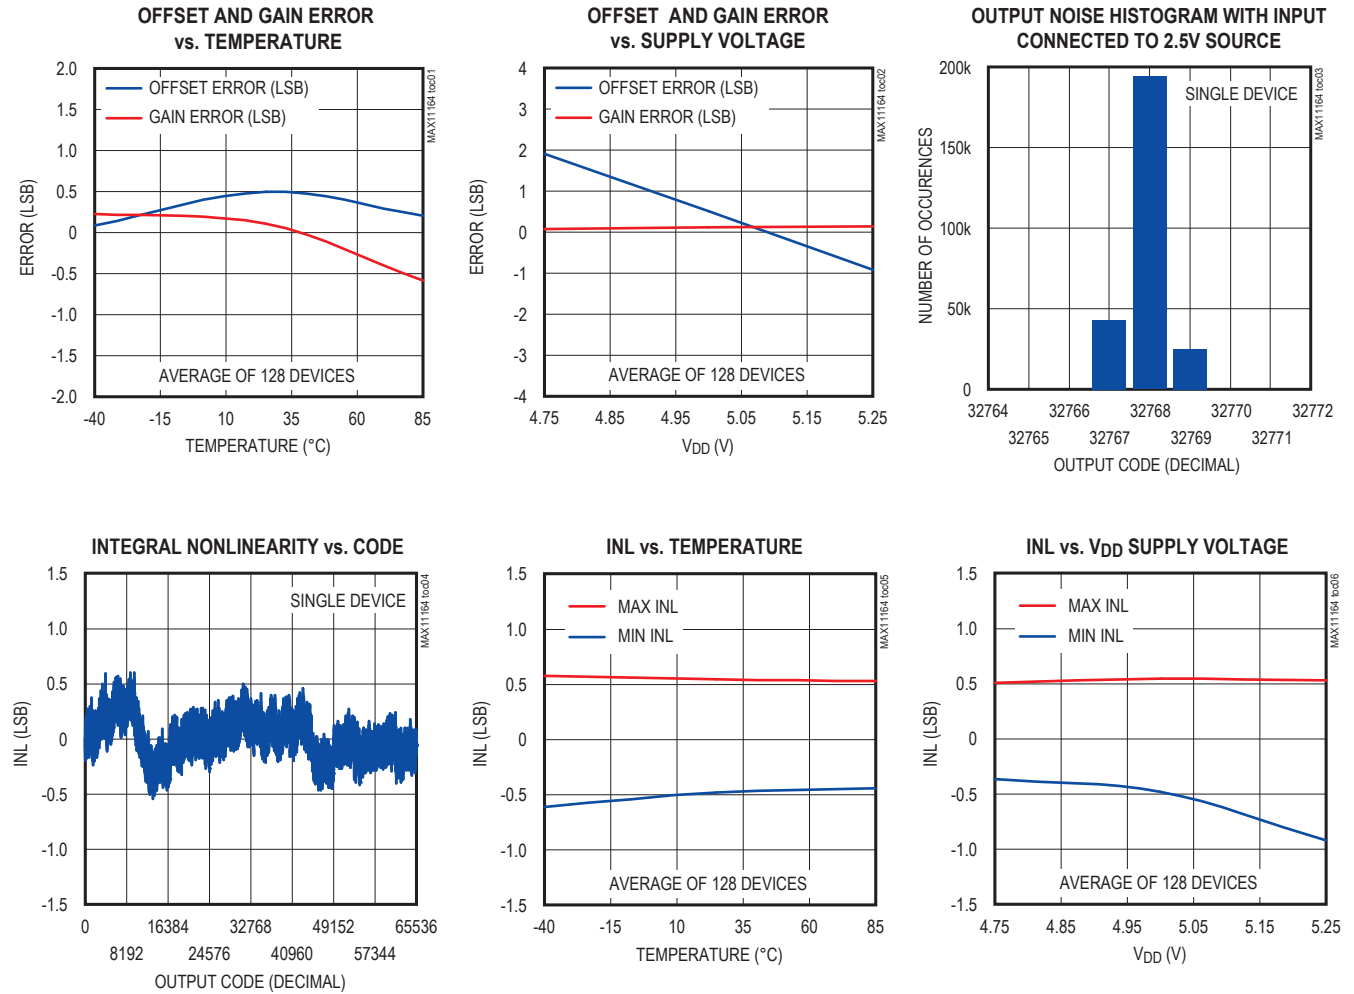 OFFSET AND GAIN ERROR
vs. TEMPERATURE
2.0
1.5
1.0
0.5
0
-0.5
-1.0
-1.5
-2.0
ERROR (LSB)
OFFSET ERROR (LSB)
GAIN ERROR (LSB)
MAX11164 toc01
AVERAGE OF 128 DEVICES
-40 -15 10 35 60 85
TEMPERATURE (°C)
OFFSET AND GAIN ERROR
vs. SUPPLY VOLTAGE
4
3
2
1
0
-1
-2
-3
-4
ERROR (LSB)
OFFSET ERROR (LSB)
GAIN ERROR (LSB)
MAX11164 toc02
AVERAGE OF 128 DEVICES
4.75 4.85 4.95 5.05 5.15 5.25
VDD (V)
OUTPUT NOISE HISTOGRAM WITH INPUT
CONNECTED TO 2.5V SOURCE
200k
150k
100k
50k
0
NUMBER OF OCCURENCES
SINGLE DEVICE
MAX11164 toc03
32764 32766 32768 32770 32772
32765 32767 32769 32771
OUTPUT CODE (DECIMAL)
INTEGRAL NONLINEARITY vs. CODE
1.5
1.0
0.5
0
-0.5
-1.0
-1.5
INL (LSB)
SINGLE DEVICE
MAX11164 toc04
0 16384 32768 49152 65536
8192 24576 40960 57344
OUTPUT CODE (DECIMAL)
INL vs. TEMPERATURE
1.5
1.0
0.5
0
-0.5
-1.0
-1.5
INL (LSB)
MAX INL
MIN INL
MAX11164 toc05
AVERAGE OF 128 DEVICES
-40 -15 10 35 60 85
TEMPERATURE (°C)
INL vs. VDD SUPPLY VOLTAGE
1.5
1.0
0.5
0
-0.5
-1.0
-1.5
INL (LSB)
MAX INL
MIN INL
MAX11164 toc06
AVERAGE OF 128 DEVICES
4.75 4.85 4.95 5.05 5.15 5.25
VDD (V)